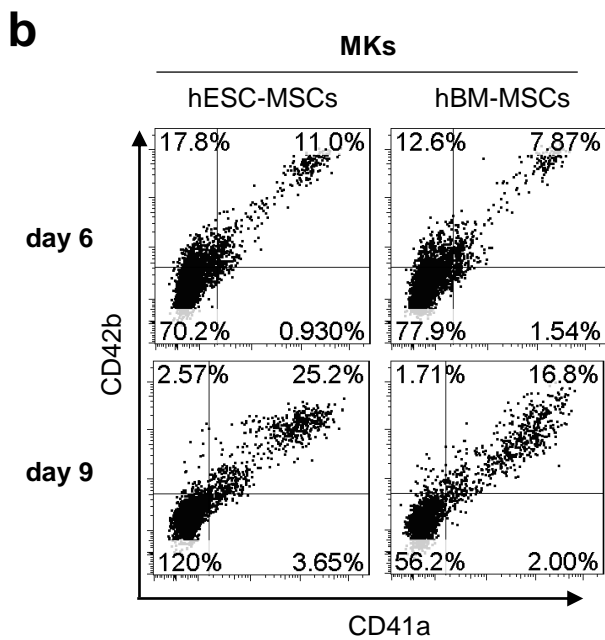 b
MKs
hESC-MSCs hBM-MSCs
17.8% 11.0% 12.6% 7.87%
day 6
70.2% 0.930% 77.9% 1.54%
CD42b
2.57% 25.2% 1.71% 16.8%
day 9
120% 3.65% 56.2% 2.00%
CD41a